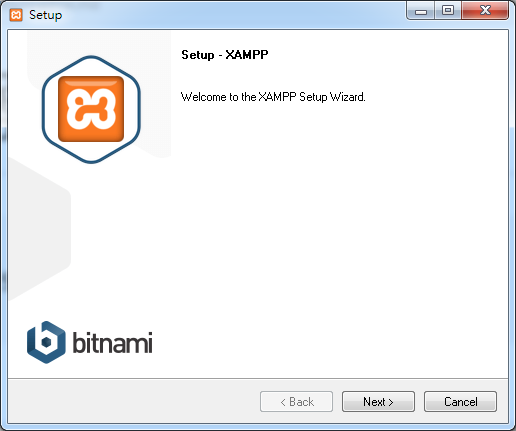 Setup
Setup - XAMPP
Welcome to the XAMPP Setup Wizard.
bitnami
< Back
Next >
Cancel